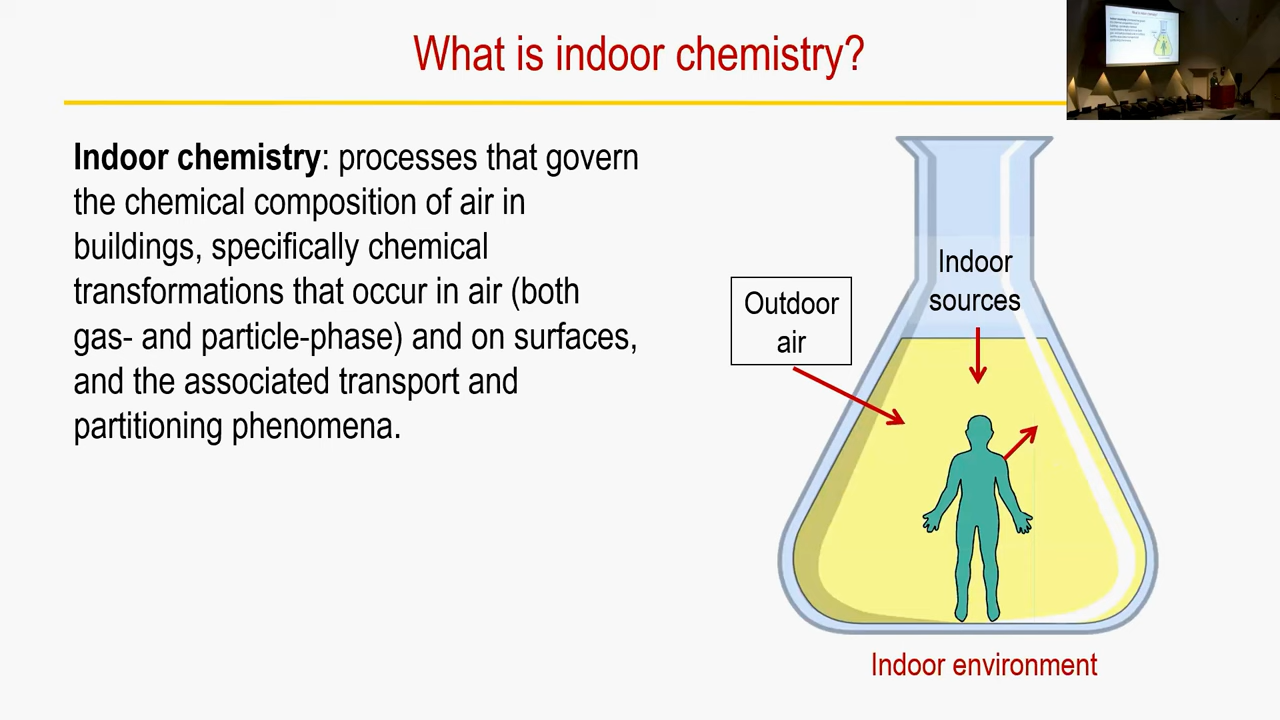 What is indoor chemistry?
Indoor chemistry: processes that govern
the chemical composition of air in
buildings, specifically chemical
transformations that occur in air (both
gas- and particle-phase) and on surfaces,
and the associated transport and
partitioning phenomena.
Outdoor
air
Indoor
sources
Indoor environment